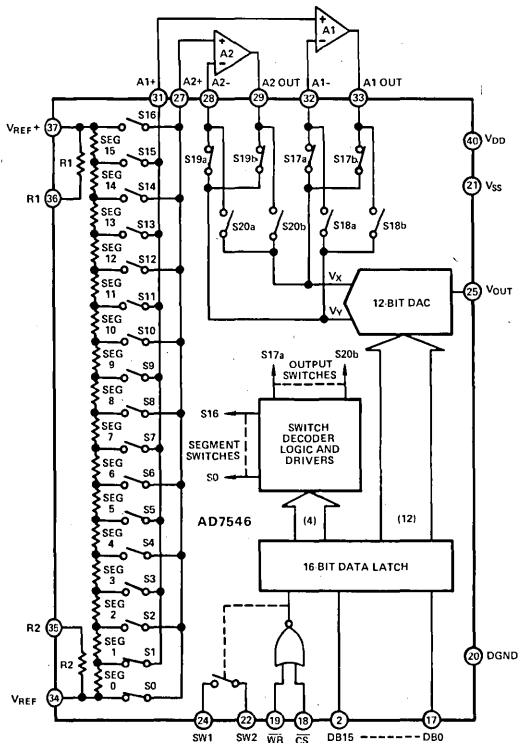 A1
A2
A1+ A2+ A2– A2 OUT A1– A1 OUT
31 27 28 29 32 33
VREF+ 37
S16
SEG 15
S15
SEG 14
S14
R1
R1 36
SEG 13
S13
SEG 12
S12
SEG 11
S11
SEG 10
S10
SEG 9
S9
SEG 8
S8
SEG 7
S7
SEG 6
S6
SEG 5
S5
SEG 4
S4
SEG 3
S3
SEG 2
S2
SEG 1
S1
SEG 0
S0
R2 35
R2
VREF 34
S19a S19b S17a S17b
S20a S20b S18a S18b
40 VDD
21 VSS
VX
VY
12-BIT DAC
25 VOUT
S17a S20b
OUTPUT SWITCHES
S16
SEGMENT SWITCHES
S0
SWITCH DECODER LOGIC AND DRIVERS
AD7546
(4) (12)
16 BIT DATA LATCH
20 DGND
24 22 19 18 2 17
SW1 SW2 WR CS DB15 DB0